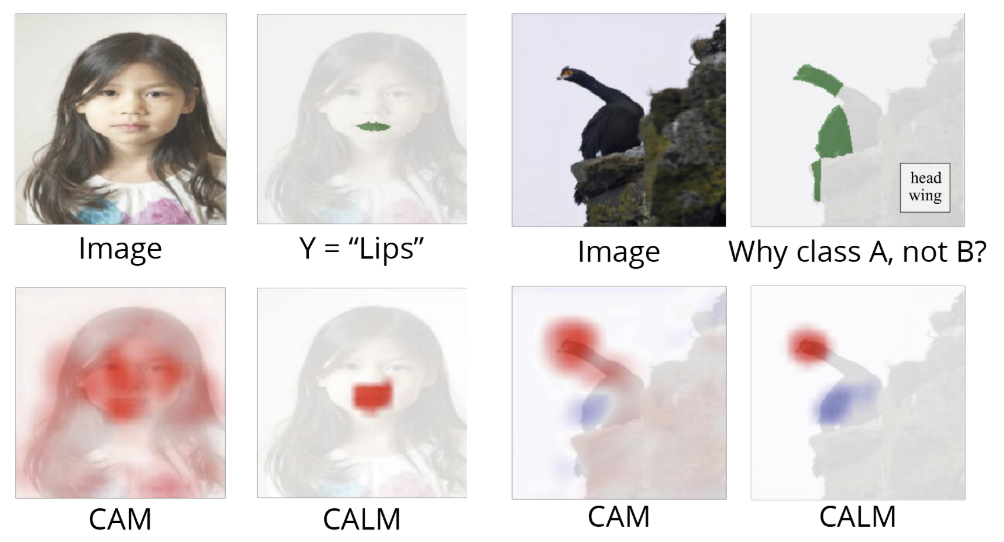 Image
Y = “Lips”
Image
head
wing
Why class A, not B?
CAM
CALM
CAM
CALM